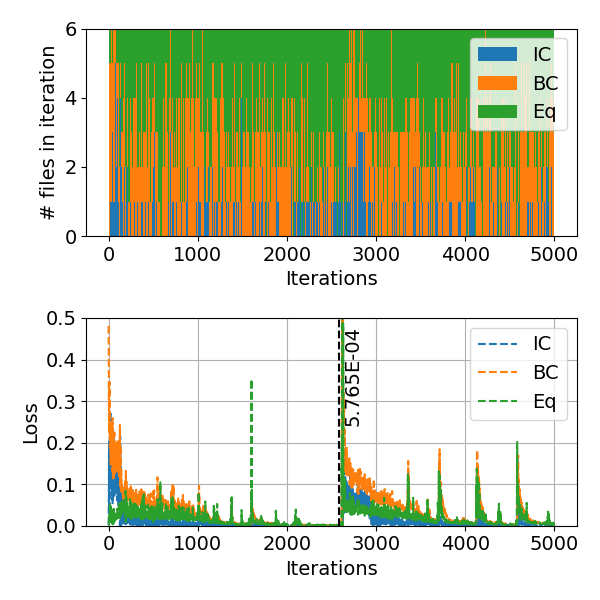 6
4
2
0
# files in iteration
IC
BC
Eq
0 1000 2000 3000 4000 5000
Iterations
0.5
0.4
0.3
0.2
0.1
0.0
Loss
5.765E-04
IC
BC
Eq
0 1000 2000 3000 4000 5000
Iterations